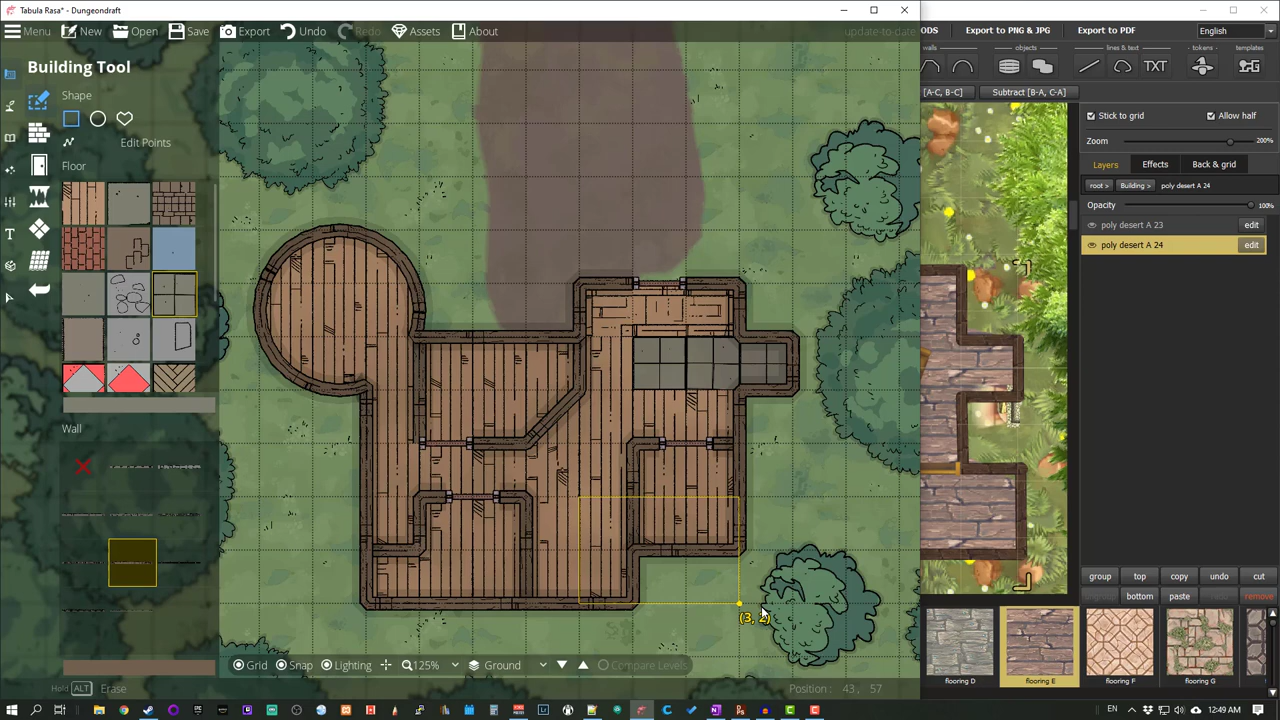 Tabula Rasa* - Dungeondraft
Menu New Open Save Export Undo Redo Assets About update-to date
Building Tool
Shape
Edit Points
Floor
Wall
(3, 2)
Grid Snap Lighting 125% Ground Compare Levels
Hold ALT Erase Position : 43, 57
ODS Export to PNG & JPG Export to PDF English
walls objects lines & text tokens templates
TXT
[A-C, B-C] Subtract [B-A, C-A]
Stick to grid Allow half
Zoom 200%
Layers Effects Back & grid
root > Building > poly desert A 24
Opacity 100%
poly desert A 23 edit
poly desert A 24 edit
group top copy undo cut
ungroup bottom paste remove
flooring D flooring E flooring F flooring G
EN 12:49 AM